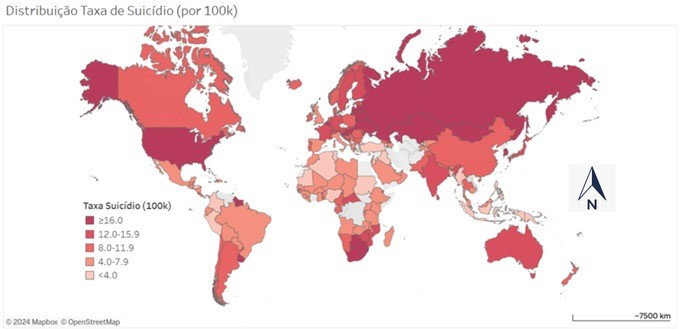 Distribuição Taxa de Suicídio (por 100k)
N
Taxa Suicídio (100k)
≥16.0
12.0-15.9
8.0-11.9
4.0-7.9
<4.0
© 2024 Mapbox © OpenStreetMap
~7500 km